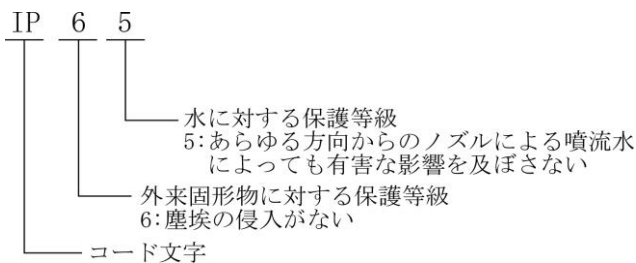 IP 6 5
水に対する保護等級
5:あらゆる方向からのノズルによる噴流水
によっても有害な影響を及ぼさない
外来固形物に対する保護等級
6:塵埃の侵入がない
コード文字